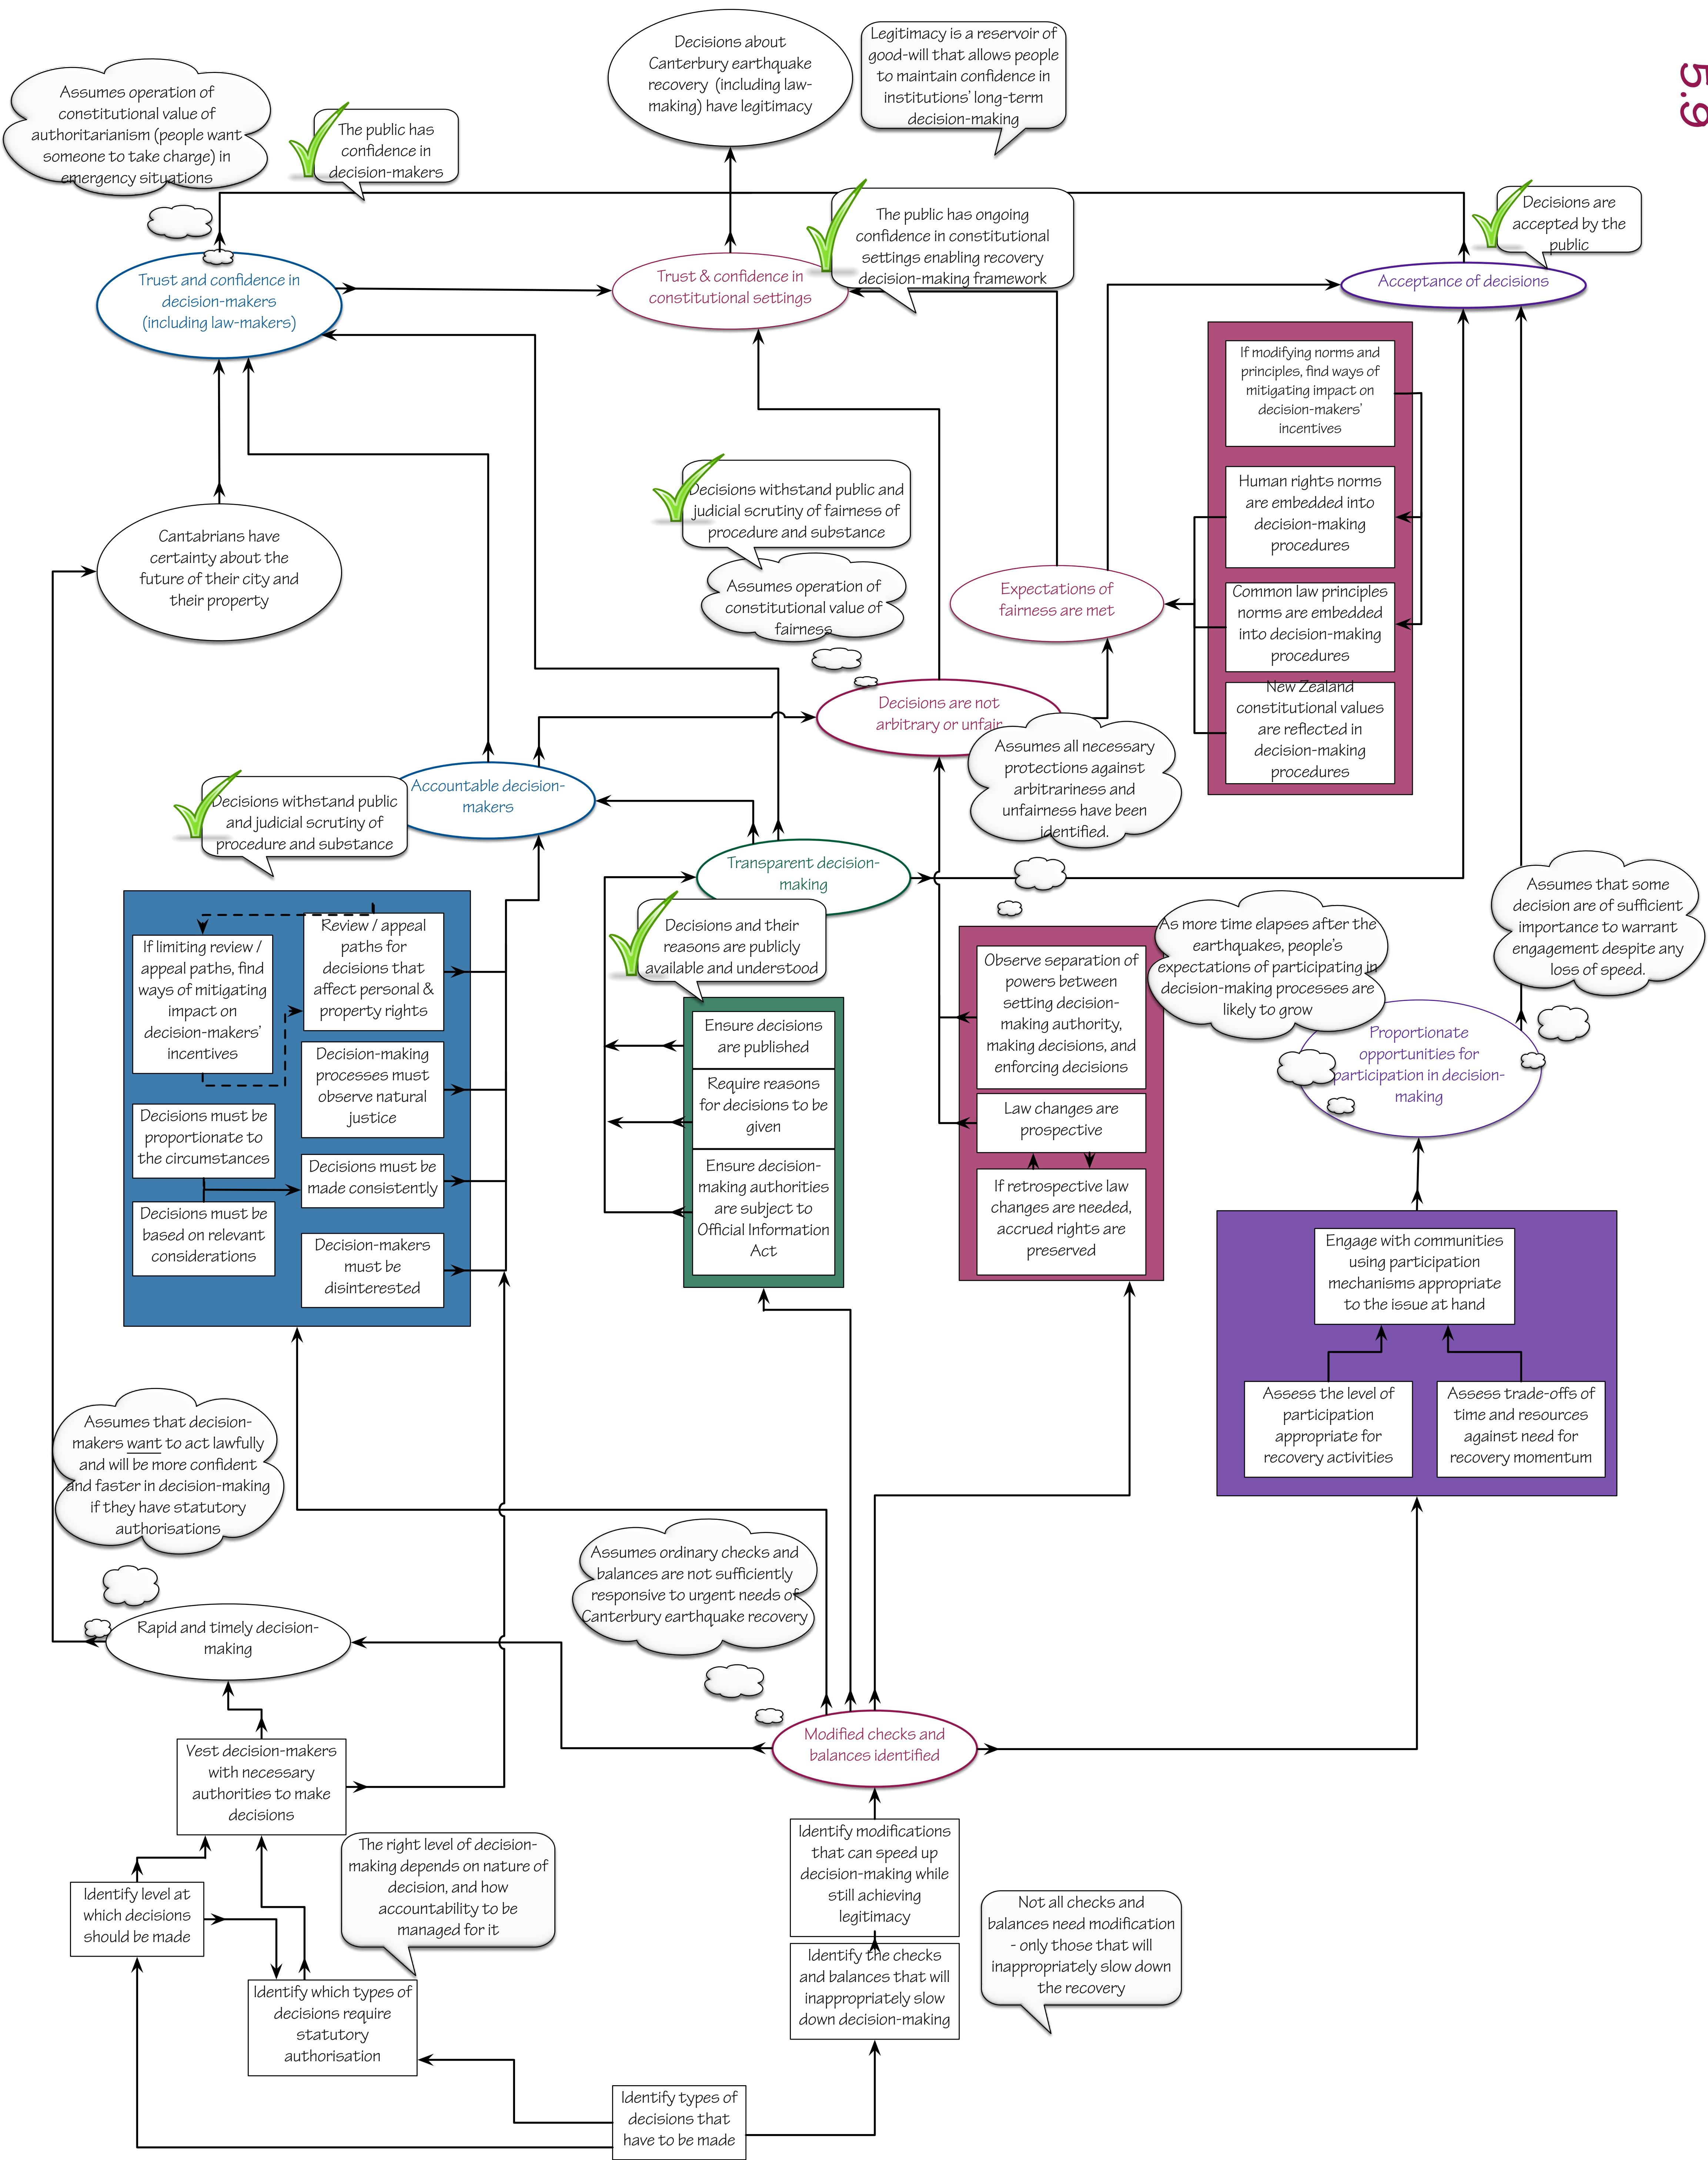 5.9
Decisions about
Canterbury earthquake
recovery (including law-
making) have legitimacy
Legitimacy is a reservoir of
good-will that allows people
to maintain confidence in
institutions' long-term
decision-making
Assumes operation of
constitutional value of
authoritarianism (people want
someone to take charge) in
emergency situations
The public has
confidence in
decision-makers
The public has ongoing
confidence in constitutional
settings enabling recovery
decision-making framework
Decisions are
accepted by the
public
Trust and confidence in
decision-makers
(including law-makers)
Trust & confidence in
constitutional settings
Acceptance of decisions
If modifying norms and
principles, find ways of
mitigating impact on
decision-makers'
incentives
Human rights norms
are embedded into
decision-making
procedures
Common law principles
norms are embedded
into decision-making
procedures
New Zealand
constitutional values
are reflected in
decision-making
procedures
Decisions withstand public and
judicial scrutiny of fairness of
procedure and substance
Assumes operation of
constitutional value of
fairness
Cantabrians have
certainty about the
future of their city and
their property
Expectations of
fairness are met
Decisions are not
arbitrary or unfair
Assumes all necessary
protections against
arbitrariness and
unfairness have been
identified.
Decisions withstand public
and judicial scrutiny of
procedure and substance
Accountable decision-
makers
Transparent decision-
making
Decisions and their
reasons are publicly
available and understood
Assumes that some
decision are of sufficient
importance to warrant
engagement despite any
loss of speed.
As more time elapses after the
earthquakes, people's
expectations of participating in
decision-making processes are
likely to grow
Proportionate
opportunities for
participation in decision-
making
If limiting review /
appeal paths, find
ways of mitigating
impact on
decision-makers'
incentives
Review / appeal
paths for
decisions that
affect personal &
property rights
Decision-making
processes must
observe natural
justice
Decisions must be
proportionate to
the circumstances
Decisions must be
made consistently
Decisions must be
based on relevant
considerations
Decision-makers
must be
disinterested
Ensure decisions
are published
Require reasons
for decisions to be
given
Ensure decision-
making authorities
are subject to
Official Information
Act
Observe separation of
powers between
setting decision-
making authority,
making decisions, and
enforcing decisions
Law changes are
prospective
If retrospective law
changes are needed,
accrued rights are
preserved
Engage with communities
using participation
mechanisms appropriate
to the issue at hand
Assess the level of
participation
appropriate for
recovery activities
Assess trade-offs of
time and resources
against need for
recovery momentum
Assumes that decision-
makers want to act lawfully
and will be more confident
and faster in decision-making
if they have statutory
authorisations
Assumes ordinary checks and
balances are not sufficiently
responsive to urgent needs of
Canterbury earthquake recovery
Rapid and timely decision-
making
Modified checks and
balances identified
Vest decision-makers
with necessary
authorities to make
decisions
The right level of decision-
making depends on nature of
decision, and how
accountability to be
managed for it
Identify level at
which decisions
should be made
Identify which types of
decisions require
statutory
authorisation
Identify modifications
that can speed up
decision-making while
still achieving
legitimacy
Identify the checks
and balances that will
inappropriately slow
down decision-making
Not all checks and
balances need modification
- only those that will
inappropriately slow down
the recovery
Identify types of
decisions that
have to be made